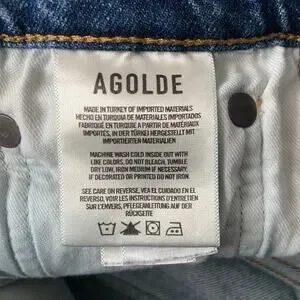 AGOLDE
MADE IN TURKEY OF IMPORTED MATERIALS
HECHO EN TURQUIA DE MATERIALES IMPORTADOS
FABRIQUÉ EN TURQUIE A PARTIR DE MATÉRIAUX
IMPORTÉS, IN DER TÜRKEI HERGESTELLT MIT
IMPORTIERTEN MATERIALIEN
MACHINE WASH COLD INSIDE OUT WITH
LIKE COLORS, DO NOT BLEACH, TUMBLE
DRY LOW, IRON MEDIUM IF NECESSARY.
IF DECORATED OR PRINTED DO NOT IRON.
SEE CARE ON REVERSE, VEA EL CUIDADO EN EL
REVERSO. VOIR LES INSTRUCTIONS D'ENTRETIEN
AU VERSO, PFLEGEANLEITUNG AUF DER
RÜCKSEITE